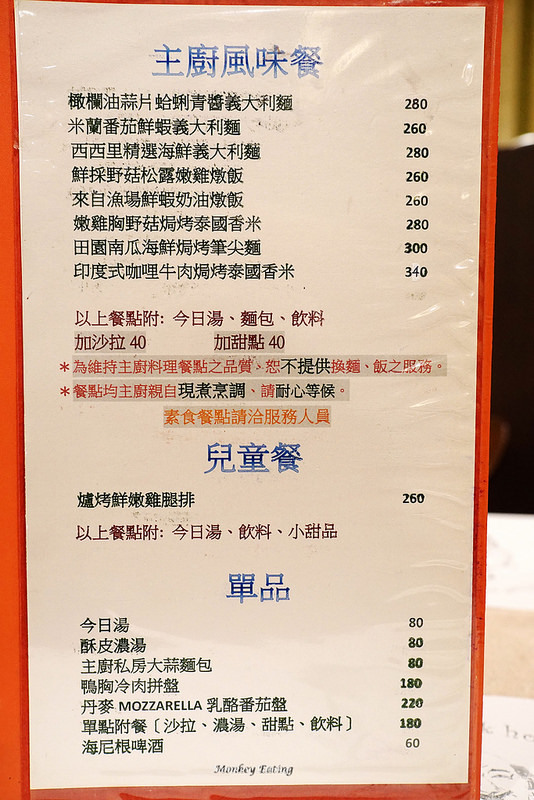 主廚風味餐
橄欖油蒜片蛤蜊青醬義大利麵 280
米蘭番茄鮮蝦義大利麵 260
西西里精選海鮮義大利麵 280
鮮採野菇松露嫩雞燉飯 260
來自漁場鮮蝦奶油燉飯 260
嫩雞胸野菇焗烤泰國香米 280
田園南瓜海鮮焗烤筆尖麵 300
印度式咖哩牛肉焗烤泰國香米 340
以上餐點附: 今日湯、麵包、飲料
加沙拉 40 加甜點 40
*為維持主廚料理餐點之品質、恕不提供換麵、飯之服務。
*餐點均主廚親自現煮烹調、請耐心等候。
素食餐點請洽服務人員
兒童餐
爐烤鮮嫩雞腿排 260
以上餐點附: 今日湯、飲料、小甜品
單品
今日湯 80
酥皮濃湯 80
主廚私房大蒜麵包 80
鴨胸冷肉拼盤 180
丹麥 MOZZARELLA 乳酪番茄盤 220
單點附餐〔沙拉、濃湯、甜點、飲料〕 180
海尼根啤酒 60
Monkey Eating